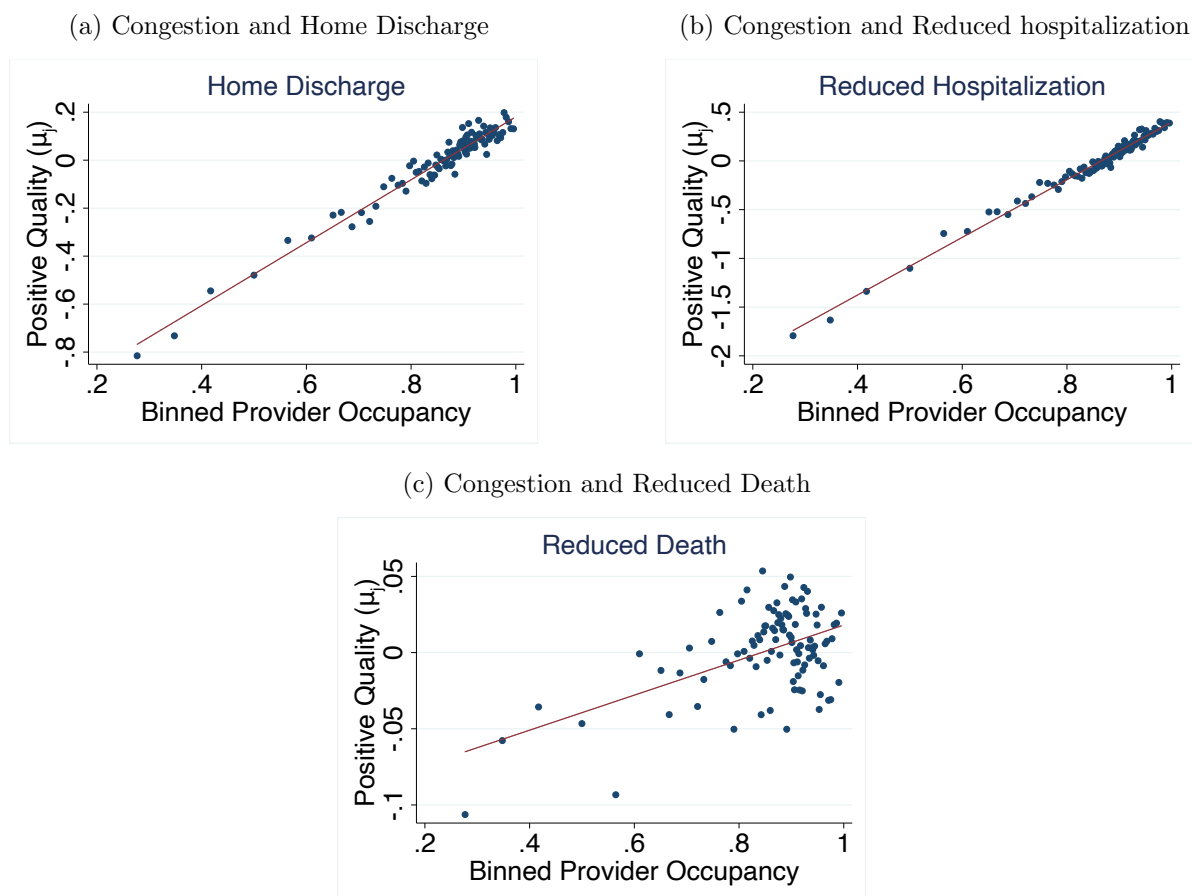 (a) Congestion and Home Discharge
Home Discharge
Positive Quality (μj)
.2
0
-.2
-.4
-.6
-.8
.2
.4
.6
.8
1
Binned Provider Occupancy
(b) Congestion and Reduced hospitalization
Reduced Hospitalization
Positive Quality (μj)
.5
0
-.5
-1
-1.5
-2
.2
.4
.6
.8
1
Binned Provider Occupancy
(c) Congestion and Reduced Death
Reduced Death
Positive Quality (μj)
.05
0
-.05
-.1
.2
.4
.6
.8
1
Binned Provider Occupancy